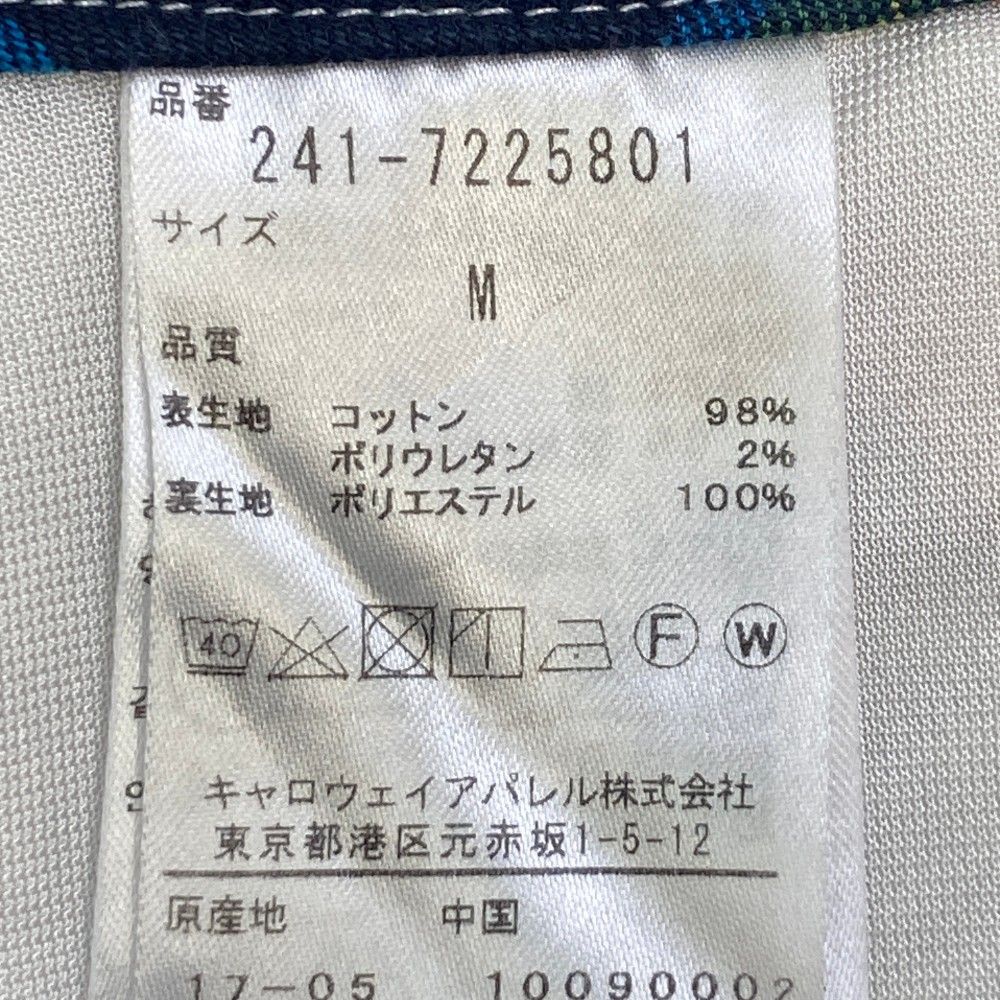 品番
241-7225801
サイズ
M
品質
表生地 コットン 98%
ポリウレタン 2%
裏生地 ポリエステル 100%
40 F W
キャロウェイアパレル株式会社
東京都港区元赤坂1-5-12
原産地 中国
17-05 10090002